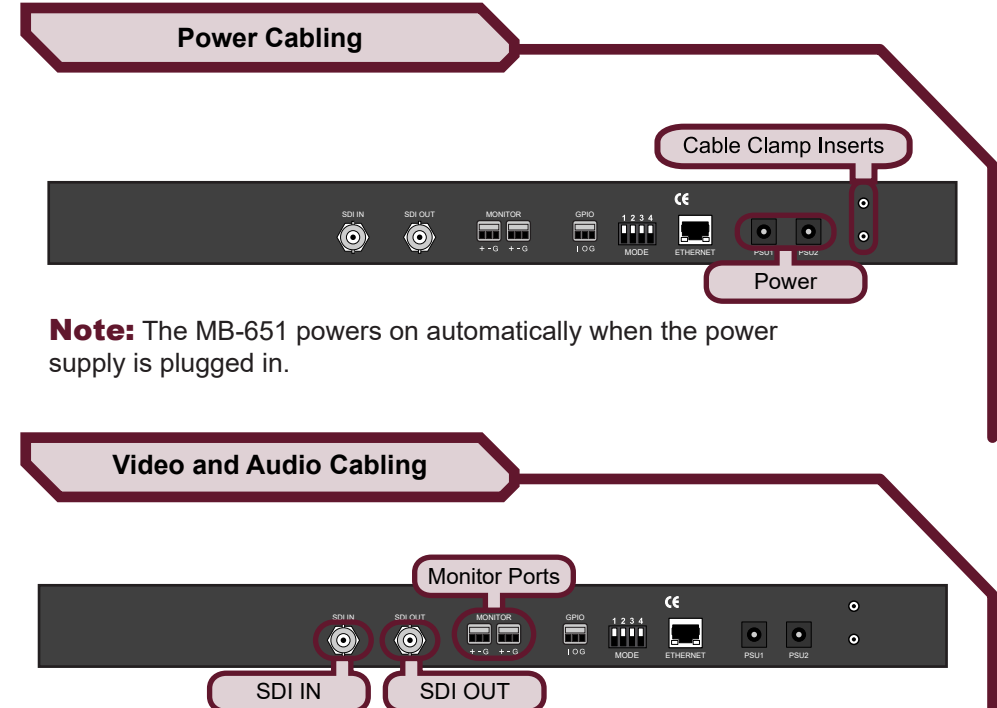 Power Cabling
Cable Clamp Inserts
CE
SDI IN SDI OUT MONITOR GPIO 1 2 3 4
+ - G + - G I O G MODE ETHERNET PSU1 PSU2
Power
Note: The MB-651 powers on automatically when the power
supply is plugged in.
Video and Audio Cabling
Monitor Ports
CE
SDI IN SDI OUT MONITOR GPIO 1 2 3 4
+ - G + - G I O G MODE ETHERNET PSU1 PSU2
SDI IN SDI OUT